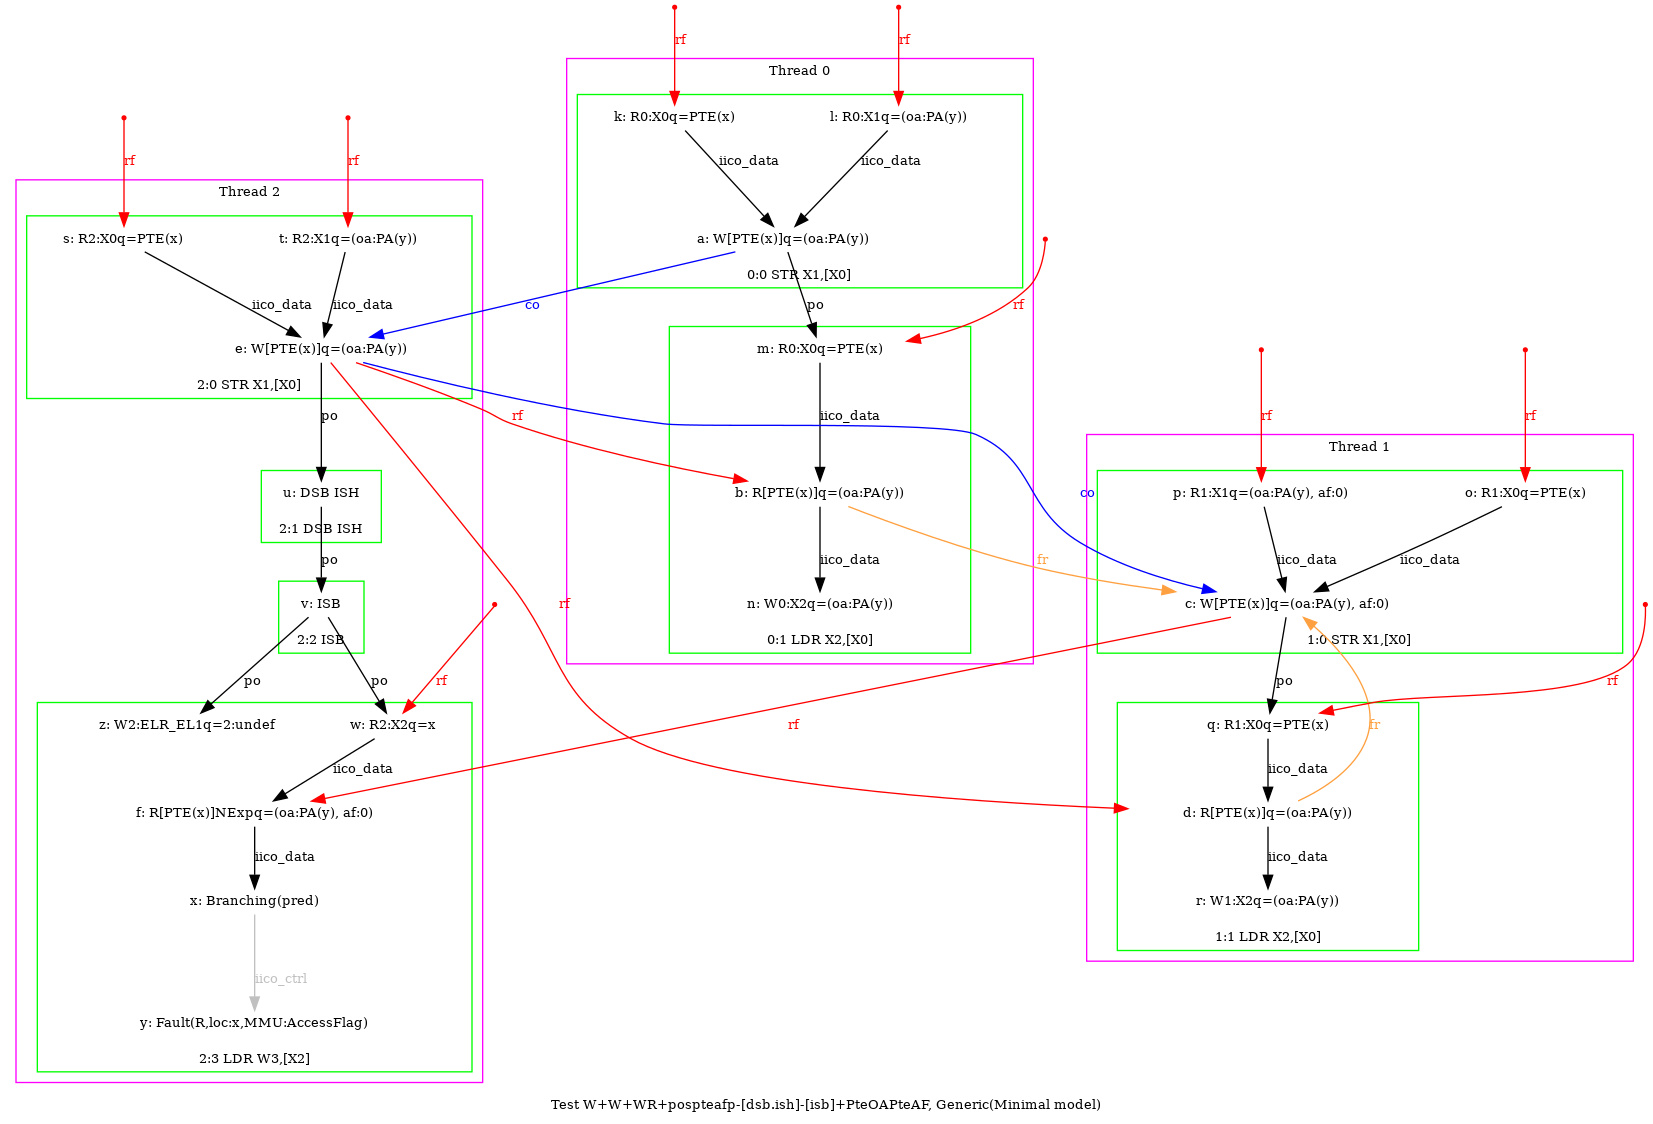 rf
rf
Thread 0
k: R0:X0q=PTE(x)
l: R0:X1q=(oa:PA(y))
iico_data
iico_data
rf
rf
Thread 2
s: R2:X0q=PTE(x)
t: R2:X1q=(oa:PA(y))
a: W[PTE(x)]q=(oa:PA(y))
0:0 STR X1,[X0]
iico_data
iico_data
co
po
rf
e: W[PTE(x)]q=(oa:PA(y))
2:0 STR X1,[X0]
m: R0:X0q=PTE(x)
po
rf
iico_data
rf
rf
Thread 1
u: DSB ISH
2:1 DSB ISH
b: R[PTE(x)]q=(oa:PA(y))
co
p: R1:X1q=(oa:PA(y), af:0)
o: R1:X0q=PTE(x)
po
iico_data
fr
iico_data
iico_data
v: ISB
2:2 ISB
rf
n: W0:X2q=(oa:PA(y))
0:1 LDR X2,[X0]
c: W[PTE(x)]q=(oa:PA(y), af:0)
1:0 STR X1,[X0]
po
po
rf
po
rf
z: W2:ELR_EL1q=2:undef
w: R2:X2q=x
rf
q: R1:X0q=PTE(x)
fr
iico_data
iico_data
f: R[PTE(x)]NExpq=(oa:PA(y), af:0)
d: R[PTE(x)]q=(oa:PA(y))
iico_data
iico_data
x: Branching(pred)
r: W1:X2q=(oa:PA(y))
1:1 LDR X2,[X0]
iico_ctrl
y: Fault(R,loc:x,MMU:AccessFlag)
2:3 LDR W3,[X2]
Test W+W+WR+pospteafp-[dsb.ish]-[isb]+PteOAPteAF, Generic(Minimal model)